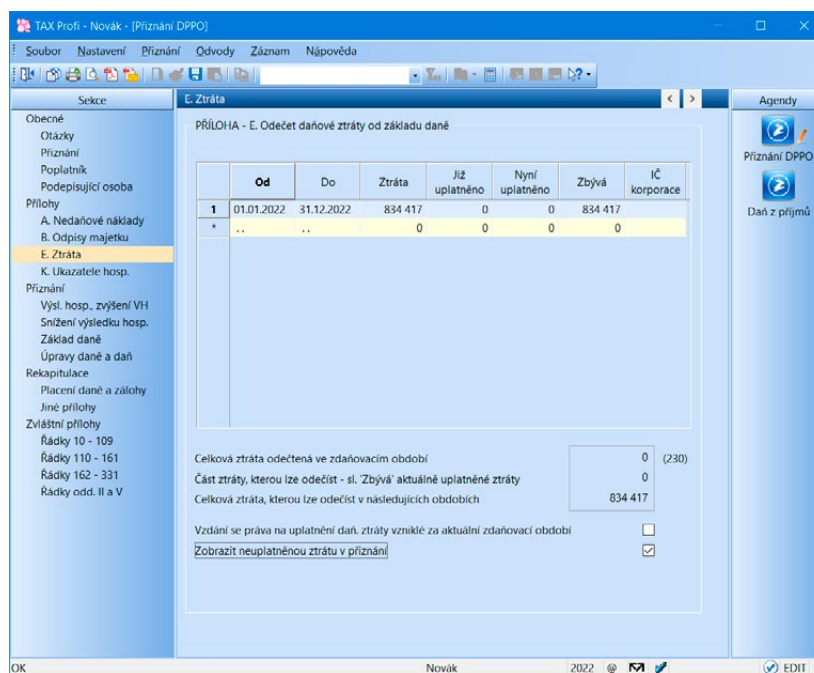 TAX Profi - Novák - [Přiznání DPPO]
Soubor Nastavení Přiznání Odvody Záznam Nápověda
Sekce
E. Ztráta
Agendy
Obecné
Otázky
Přiznání
Poplatník
Podepisující osoba
Přílohy
A. Nedaňové náklady
B. Odpisy majetku
E. Ztráta
K. Ukazatele hosp.
Přiznání
Výsl. hosp., zvýšení VH
Snížení výsledku hosp.
Základ daně
Úpravy daně a daň
Rekapitulace
Placení daně a zálohy
Jiné přílohy
Zvláštní přílohy
Řádky 10 - 109
Řádky 110 - 161
Řádky 162 - 331
Řádky odd. II a V
PŘÍLOHA - E. Odečet daňové ztráty od základu daně
Od Do Ztráta Již uplatněno Nyní uplatněno Zbývá IČ korporace
1 01.01.2022 31.12.2022 834 417 0 0 834 417
* . . . . 0 0 0 0
Celková ztráta odečtená ve zdaňovacím období 0 (230)
Část ztráty, kterou lze odečíst - sl. 'Zbývá' aktuálně uplatněné ztráty 0
Celková ztráta, kterou lze odečíst v následujících obdobích 834 417
Vzdání se práva na uplatnění daň. ztráty vzniklé za aktuální zdaňovací období
Zobrazit neuplatněnou ztrátu v přiznání
Přiznání DPPO
Daň z příjmů
OK Novák 2022 @ EDIT